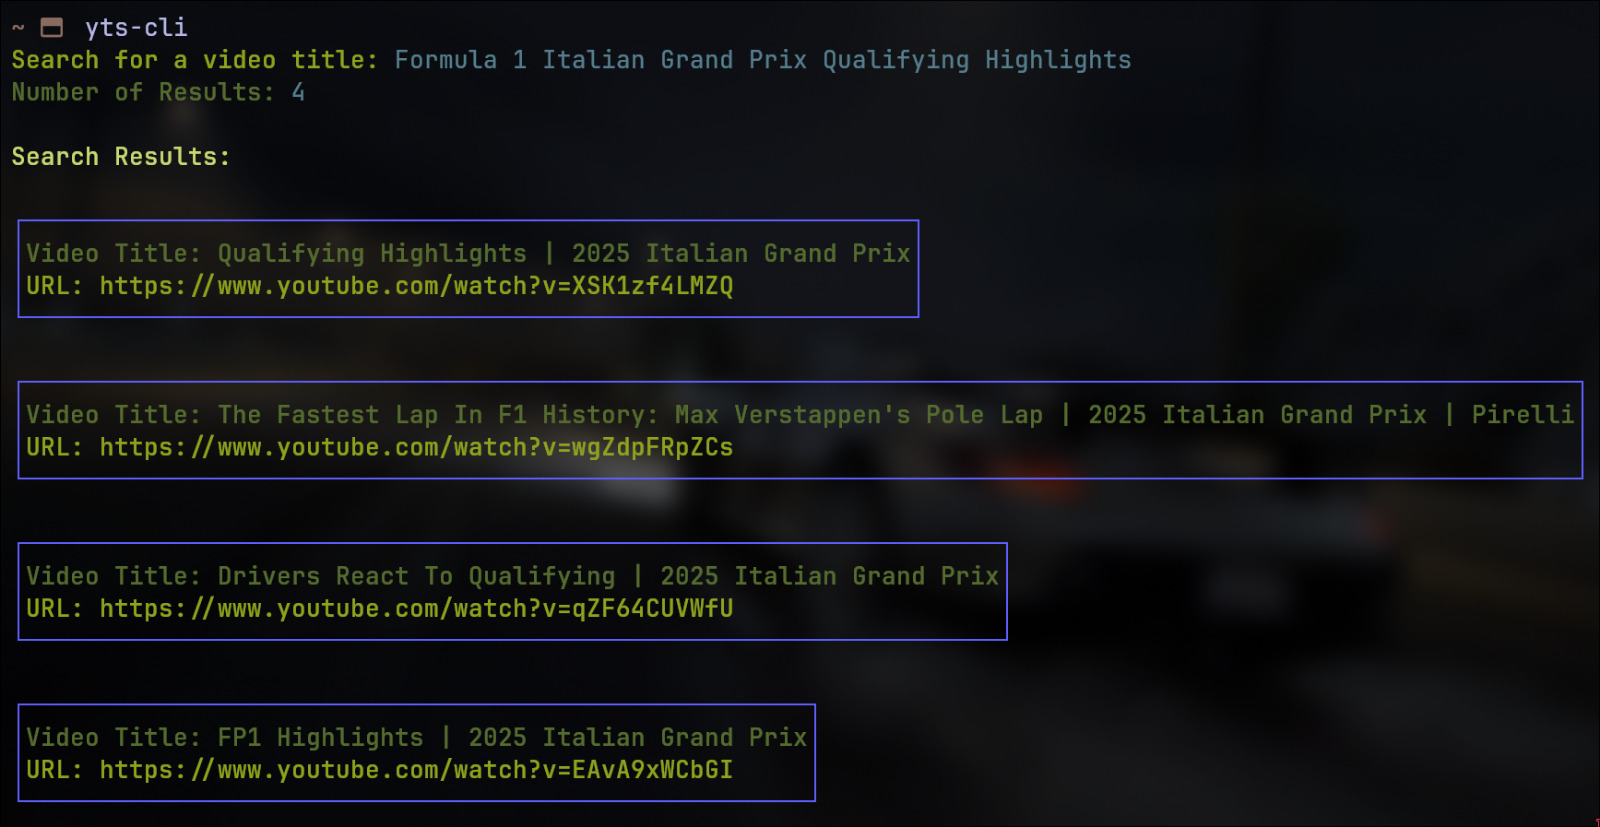 ~ yts-cli
Search for a video title: Formula 1 Italian Grand Prix Qualifying Highlights
Number of Results: 4
Search Results:
Video Title: Qualifying Highlights | 2025 Italian Grand Prix
URL: https://www.youtube.com/watch?v=XSK1zf4LMZQ
Video Title: The Fastest Lap In F1 History: Max Verstappen's Pole Lap | 2025 Italian Grand Prix | Pirelli
URL: https://www.youtube.com/watch?v=wgZdpFRpZCs
Video Title: Drivers React To Qualifying | 2025 Italian Grand Prix
URL: https://www.youtube.com/watch?v=qZF64CUVWfU
Video Title: FP1 Highlights | 2025 Italian Grand Prix
URL: https://www.youtube.com/watch?v=EAvA9xWCbGI